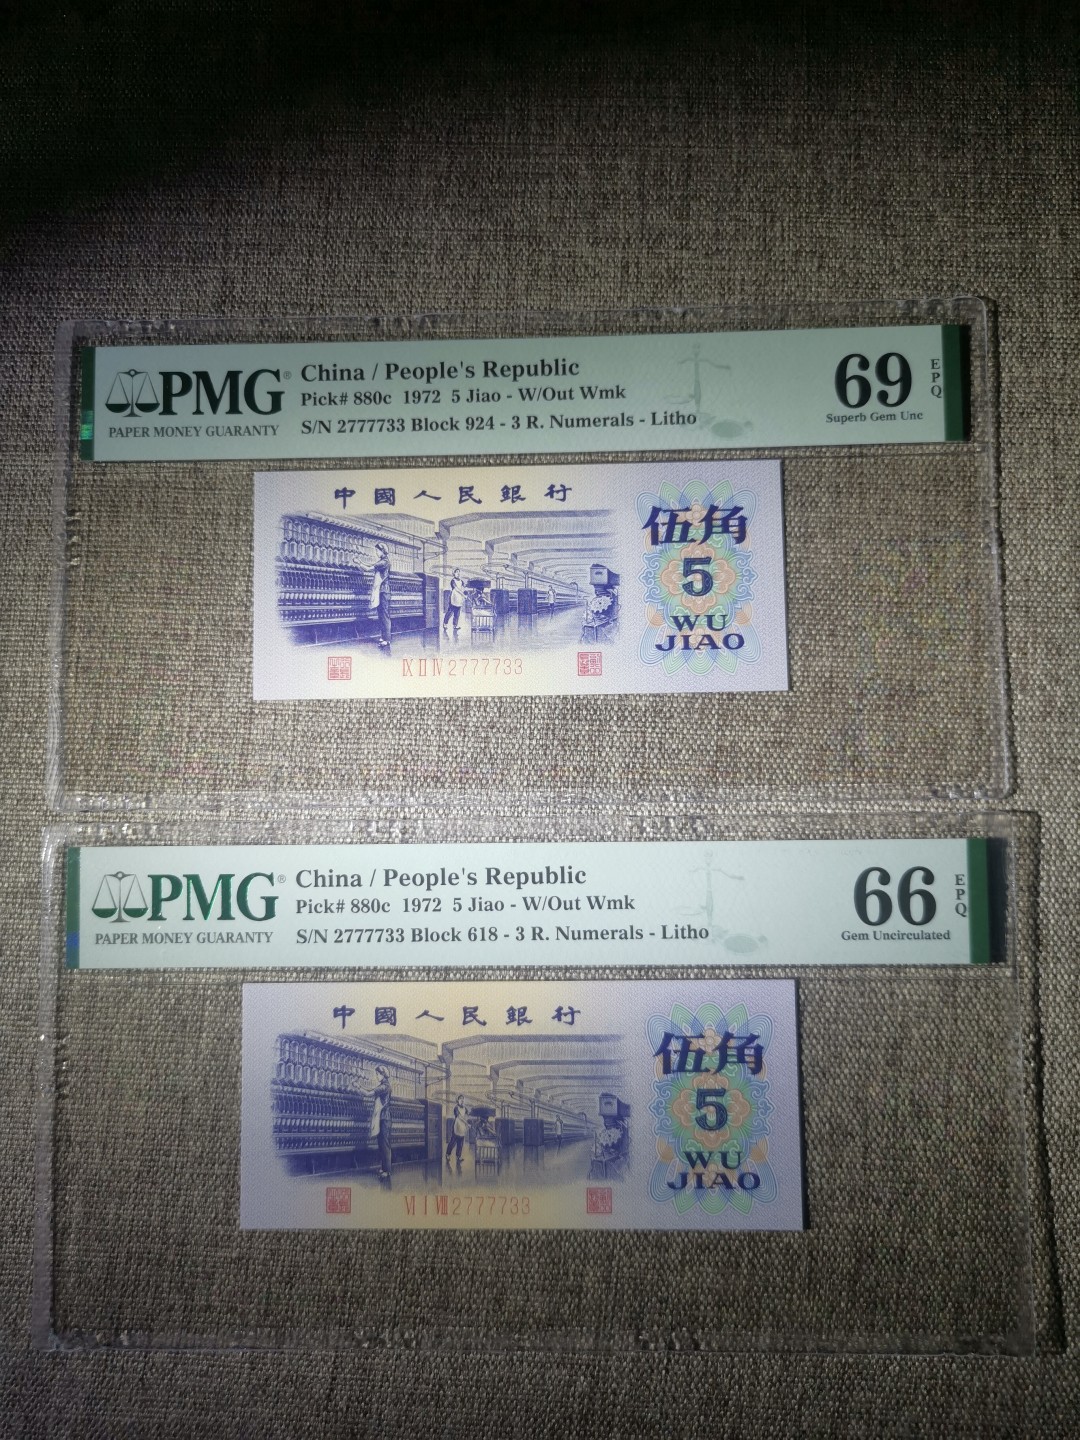 PMG®
PAPER MONEY GUARANTY
China / People's Republic
Pick# 880c 1972 5 Jiao - W/Out Wmk
S/N 2777733 Block 924 - 3 R. Numerals - Litho
69
EPQ
Superb Gem Unc
中國人民銀行
伍角
5
WU
JIAO
Ⅸ Ⅱ Ⅳ 2777733
PMG®
PAPER MONEY GUARANTY
China / People's Republic
Pick# 880c 1972 5 Jiao - W/Out Wmk
S/N 2777733 Block 618 - 3 R. Numerals - Litho
66
EPQ
Gem Uncirculated
中國人民銀行
伍角
5
WU
JIAO
Ⅵ Ⅰ Ⅷ 2777733